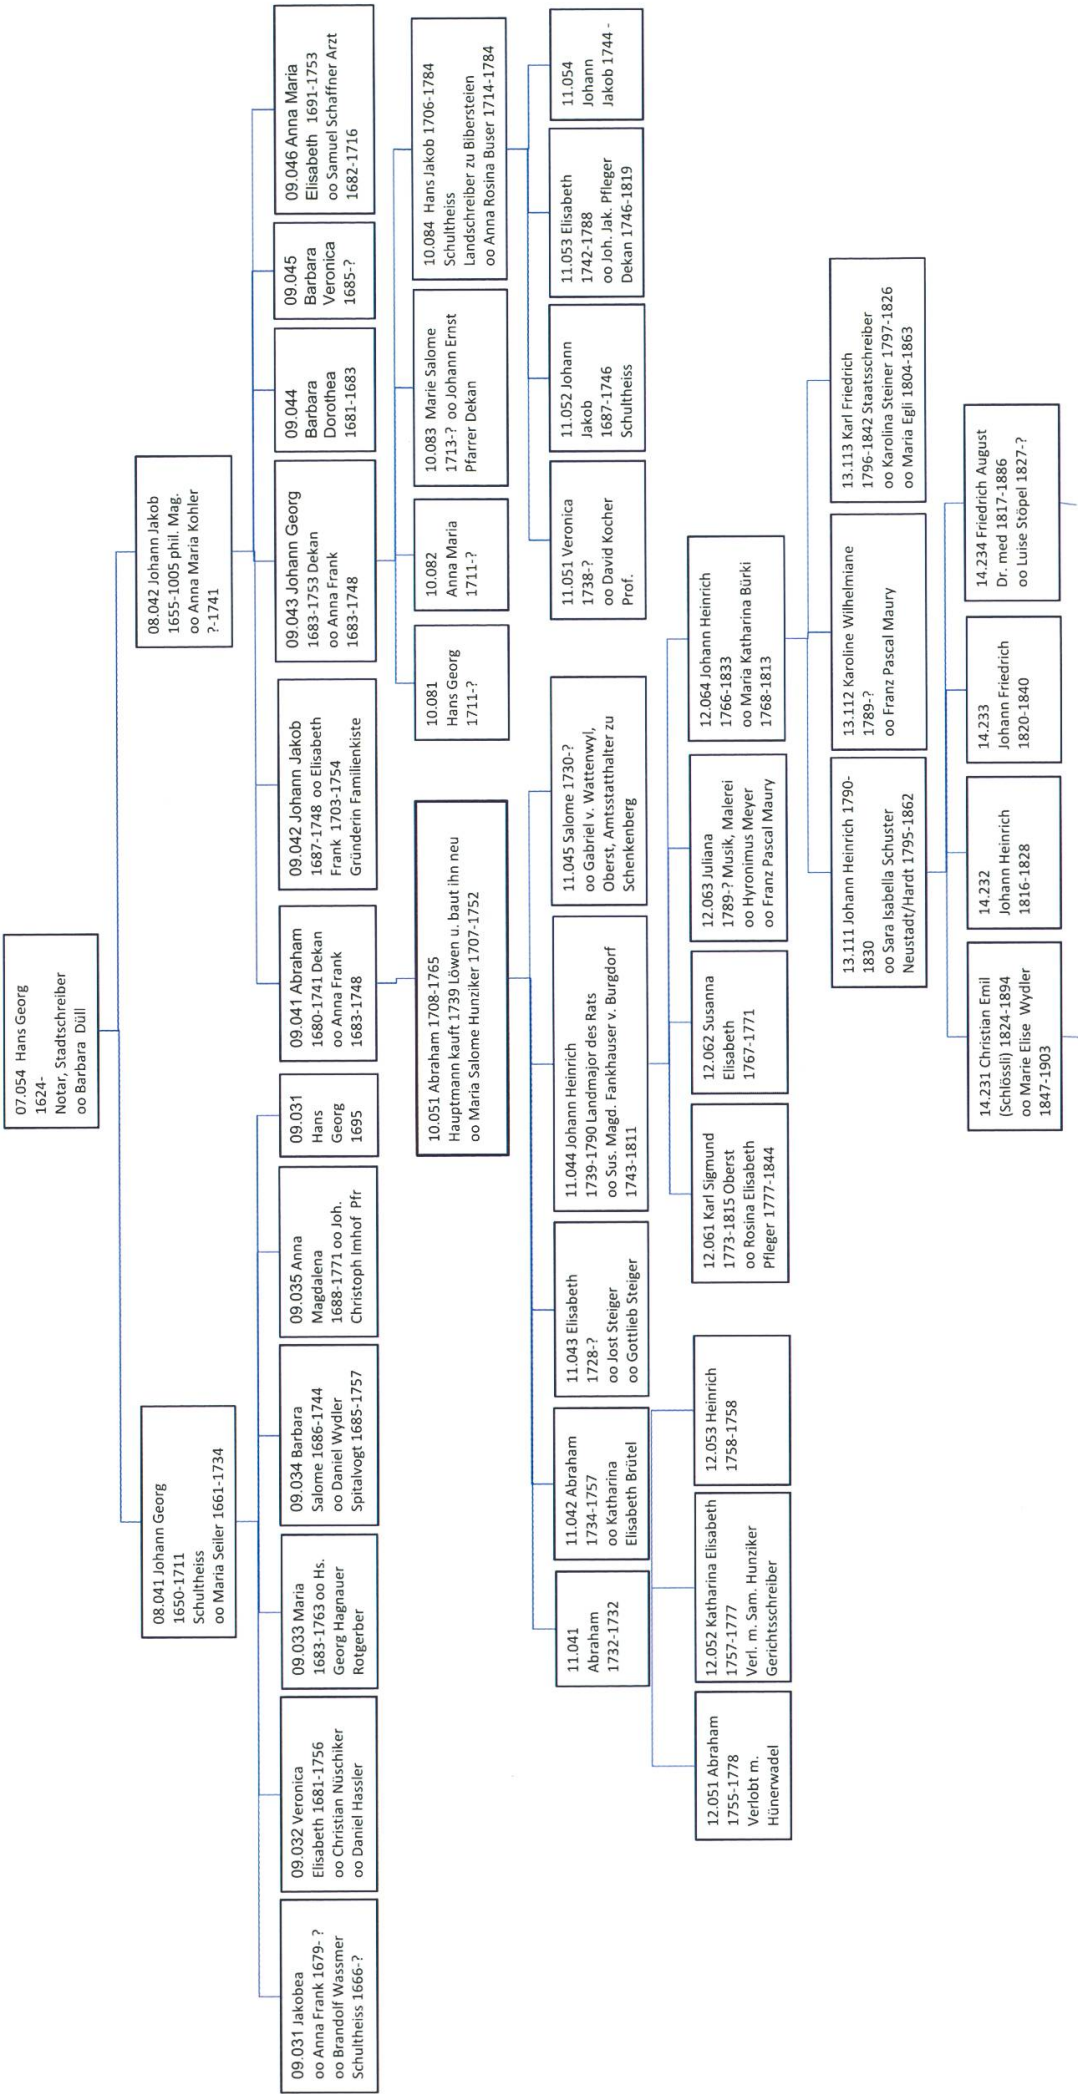 07.054  Hans Georg
1624-
Notar, Stadtschreiber
oo Barbara  Düll
08.041 Johann Georg
1650-1711
Schultheiss
oo Maria Seiler 1661-1734
08.042 Johann Jakob
1655-1005 phil. Mag.
oo Anna Maria Kohler
?-1741
09.031 Jakobea
oo Anna Frank 1679- ?
oo Brandolf Wassmer
Schultheiss 1666-?
09.032 Veronica
Elisabeth 1681-1756
oo Christian Nüschiker
oo Daniel Hassler
09.033 Maria
1683-1763 oo Hs.
Georg Hagnauer
Rotgerber
09.034 Barbara
Salome 1686-1744
oo Daniel Wydler
Spitalvogt 1685-1757
09.035 Anna
Magdalena
1688-1771 oo Joh.
Christoph Imhof  Pfr
09.031
Hans
Georg
1695
09.041 Abraham
1680-1741 Dekan
oo Anna Frank
1683-1748
09.042 Johann Jakob
1687-1748  oo Elisabeth
Frank  1703-1754
Gründerin Familienkiste
09.043 Johann Georg
1683-1753 Dekan
oo Anna Frank
1683-1748
09.044
Barbara
Dorothea
1681-1683
09.045
Barbara
Veronica
1685-?
09.046 Anna Maria
Elisabeth  1691-1753
oo Samuel Schaffner Arzt
1682-1716
10.051 Abraham 1708-1765
Hauptmann kauft 1739 Löwen u. baut ihn neu
oo Maria Salome Hunziker 1707-1752
10.081
Hans Georg
1711-?
10.082
Anna Maria
1711-?
10.083  Marie Salome
1713-?  oo Johann Ernst
Pfarrer Dekan
10.084  Hans Jakob 1706-1784
Schultheiss
Landschreiber zu Bibersteien
oo Anna Rosina Buser 1714-1784
11.041
Abraham
1732-1732
11.042 Abraham
1734-1757
oo Katharina
Elisabeth Brütel
11.043 Elisabeth
1728-?
oo Jost Steiger
oo Gottlieb Steiger
11.044 Johann Heinrich
1739-1790 Landmajor des Rats
oo Sus. Magd. Fankhauser v. Burgdorf
1743-1811
11.045 Salome 1730-?
oo Gabriel v. Wattenwyl,
Oberst, Amtsstatthalter zu
Schenkenberg
11.051 Veronica
1738-?
oo David Kocher
Prof.
11.052 Johann
Jakob
1687-1746
Schultheiss
11.053 Elisabeth
1742-1788
oo Joh. Jak. Pfleger
Dekan 1746-1819
11.054
Johann
Jakob 1744 -
12.051 Abraham
1755-1778
Verlobt m.
Hünerwadel
12.052 Katharina Elisabeth
1757-1777
Verl. m. Sam. Hunziker
Gerichtsschreiber
12.053 Heinrich
1758-1758
12.061 Karl Sigmund
1773-1815 Oberst
oo Rosina Elisabeth
Pfleger 1777-1844
12.062 Susanna
Elisabeth
1767-1771
12.063 Juliana
1789-? Musik, Malerei
oo Hyronimus Meyer
oo Franz Pascal Maury
12.064 Johann Heinrich
1766-1833
oo Maria Katharina Bürki
1768-1813
13.111 Johann Heinrich 1790-
1830
oo Sara Isabella Schuster
Neustadt/Hardt 1795-1862
13.112 Karoline Wilhelmiane
1789-?
oo Franz Pascal Maury
13.113 Karl Friedrich
1796-1842 Staatsschreiber
oo Karolina Steiner 1797-1826
oo Maria Egli 1804-1863
14.231 Christian Emil
(Schlössli) 1824-1894
oo Marie Elise  Wydler
1847-1903
14.232
Johann Heinrich
1816-1828
14.233
Johann Friedrich
1820-1840
14.234 Friedrich August
Dr. med 1817-1886
oo Luise Stöpel 1827-?